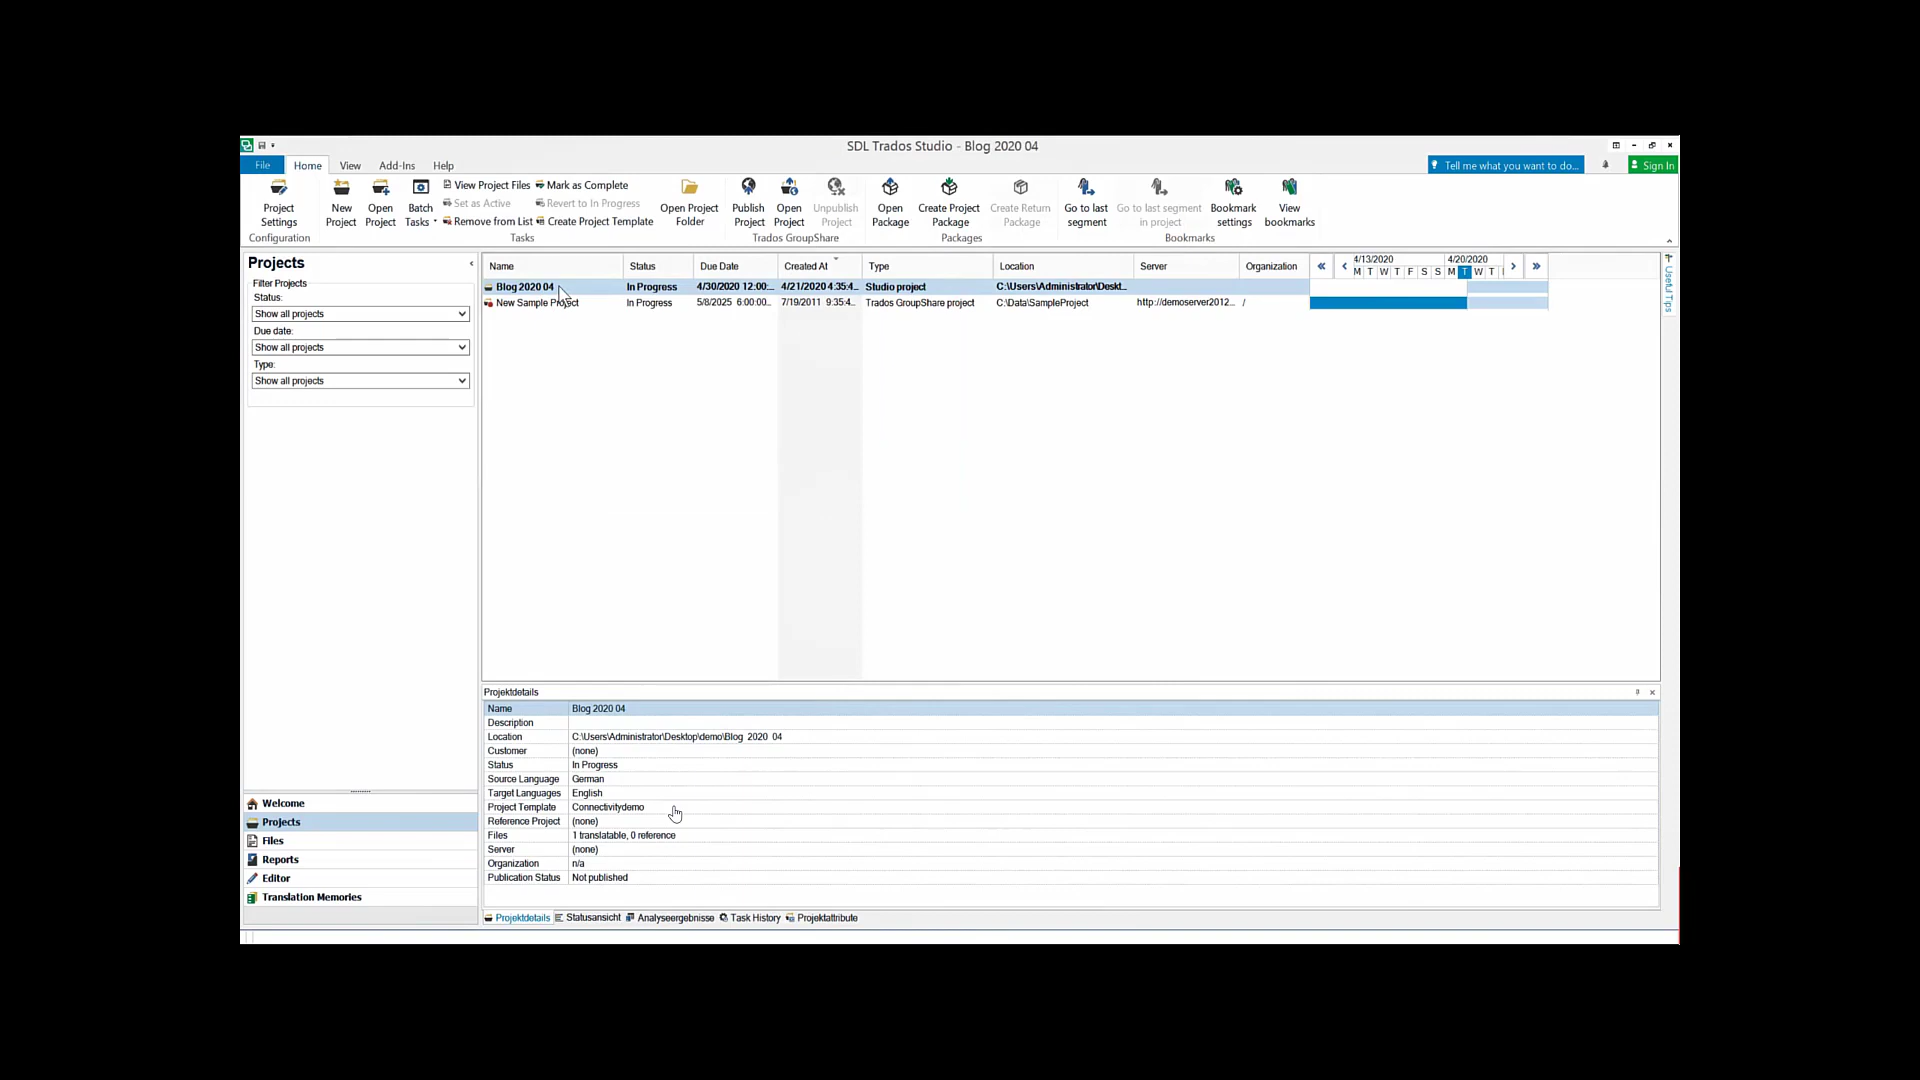 SDL Trados Studio - Blog 2020 04
File Home View Add-Ins Help
Tell me what you want to do...
Sign In
Project Settings
Configuration
New Project
Open Project
Batch Tasks
View Project Files
Mark as Complete
Set as Active
Revert to In Progress
Remove from List
Create Project Template
Open Project Folder
Tasks
Publish Project
Open Project
Unpublish Project
Trados GroupShare
Open Package
Create Project Package
Create Return Package
Packages
Go to last segment
Go to last segment in project
Bookmark settings
View bookmarks
Bookmarks
Projects
Filter Projects
Status:
Show all projects
Due date:
Show all projects
Type:
Show all projects
Name Status Due Date Created At Type Location Server Organization
4/13/2020 4/20/2020
M T W T F S S M T W T
Blog 2020 04 In Progress 4/30/2020 12:00:... 4/21/2020 4:35:4... Studio project C:\Users\Administrator\Deskt...
New Sample Project In Progress 5/8/2025 6:00:00... 7/19/2011 9:35:4... Trados GroupShare project C:\Data\SampleProject http://demoserver2012... /
Useful Tips
Projektdetails
Name Blog 2020 04
Description
Location C:\Users\Administrator\Desktop\demo\Blog 2020 04
Customer (none)
Status In Progress
Source Language German
Target Languages English
Project Template Connectivitydemo
Reference Project (none)
Files 1 translatable, 0 reference
Server (none)
Organization n/a
Publication Status Not published
Projektdetails Statusansicht Analyseergebnisse Task History Projektattribute
Welcome
Projects
Files
Reports
Editor
Translation Memories